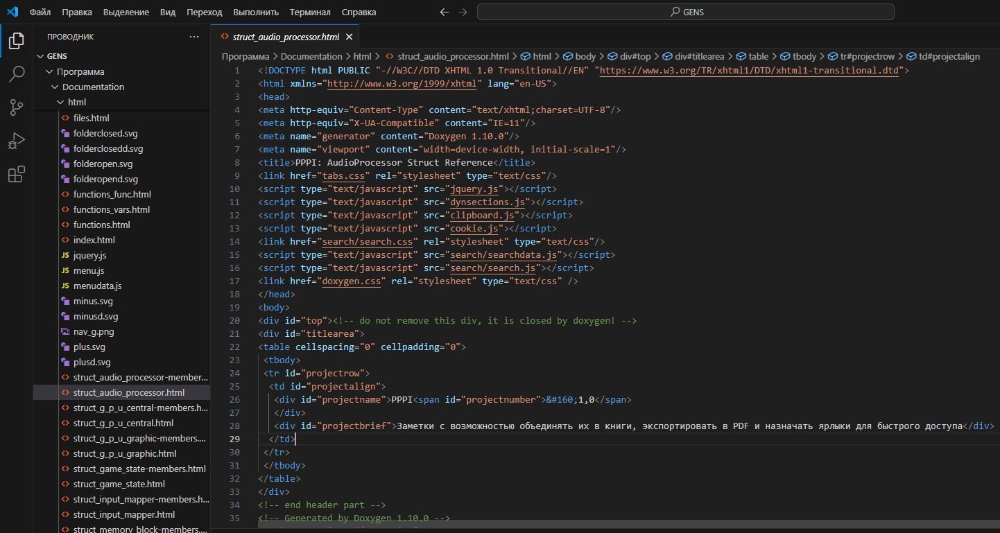 Файл Правка Выделение Вид Переход Выполнить Терминал Справка GENS
ПРОВОДНИК
GENS
Программа
Documentation
html
files.html
folderclosed.svg
folderclosedd.svg
folderopen.svg
folderopend.svg
functions_func.html
functions_vars.html
functions.html
index.html
jquery.js
menu.js
menudata.js
minus.svg
minusd.svg
nav_g.png
plus.svg
plusd.svg
struct_audio_processor-member...
struct_audio_processor.html
struct_g_p_u_central-members.h...
struct_g_p_u_central.html
struct_g_p_u_graphic-members....
struct_g_p_u_graphic.html
struct_game_state-members.html
struct_game_state.html
struct_input_mapper-members.h...
struct_input_mapper.html
struct_memory_block-members....
struct_audio_processor.html
Программа > Documentation > html > struct_audio_processor.html > html > body > div#top > div#titlearea > table > tbody > tr#projectrow > td#projectalign
1 <!DOCTYPE html PUBLIC "-//W3C//DTD XHTML 1.0 Transitional//EN" "https://www.w3.org/TR/xhtml1/DTD/xhtml1-transitional.dtd">
2 <html xmlns="http://www.w3.org/1999/xhtml" lang="en-US">
3 <head>
4 <meta http-equiv="Content-Type" content="text/xhtml;charset=UTF-8"/>
5 <meta http-equiv="X-UA-Compatible" content="IE=11"/>
6 <meta name="generator" content="Doxygen 1.10.0"/>
7 <meta name="viewport" content="width=device-width, initial-scale=1"/>
8 <title>PPPI: AudioProcessor Struct Reference</title>
9 <link href="tabs.css" rel="stylesheet" type="text/css"/>
10 <script type="text/javascript" src="jquery.js"></script>
11 <script type="text/javascript" src="dynsections.js"></script>
12 <script type="text/javascript" src="clipboard.js"></script>
13 <script type="text/javascript" src="cookie.js"></script>
14 <link href="search/search.css" rel="stylesheet" type="text/css"/>
15 <script type="text/javascript" src="search/searchdata.js"></script>
16 <script type="text/javascript" src="search/search.js"></script>
17 <link href="doxygen.css" rel="stylesheet" type="text/css" />
18 </head>
19 <body>
20 <div id="top"><!-- do not remove this div, it is closed by doxygen! -->
21 <div id="titlearea">
22 <table cellspacing="0" cellpadding="0">
23 <tbody>
24 <tr id="projectrow">
25 <td id="projectalign">
26 <div id="projectname">PPPI<span id="projectnumber">&#160;1,0</span>
27 </div>
28 <div id="projectbrief">Заметки с возможностью объединять их в книги, экспортировать в PDF и назначать ярлыки для быстрого доступа</div>
29 </td>
30 </tr>
31 </tbody>
32 </table>
33 </div>
34 <!-- end header part -->
35 <!-- Generated by Doxygen 1.10.0 -->